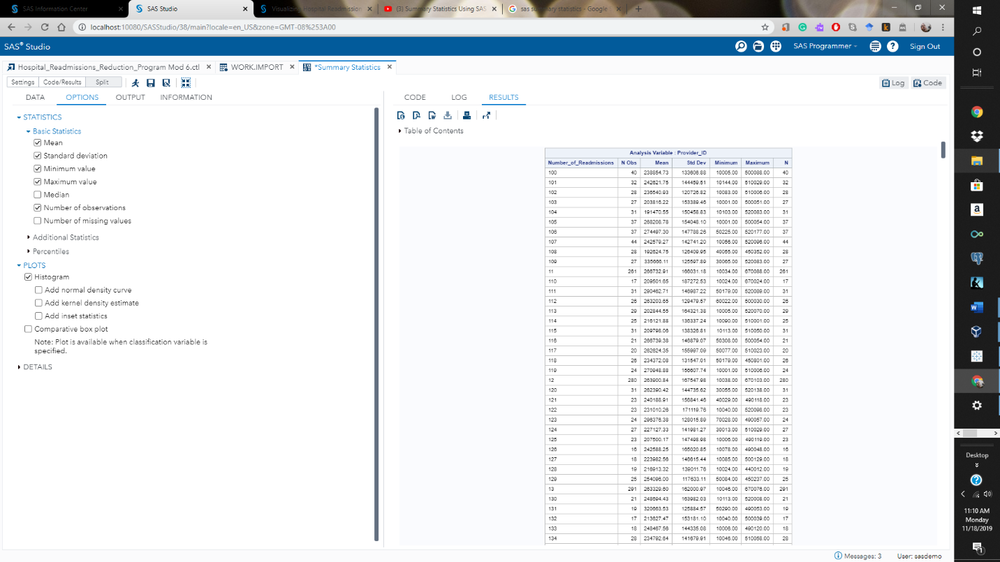 SAS Information Center
SAS Studio
Visualizing Hospital Readmission
(3) Summary Statistics Using SAS
sas summary statistics - Google
localhost:10080/SASStudio/38/main?locale=en_US&zone=GMT-08%253A00
SAS® Studio
SAS Programmer
Sign Out
Hospital_Readmissions_Reduction_Program Mod 6.ctl
WORK.IMPORT
*Summary Statistics
Settings
Code/Results
Split
Log
Code
DATA
OPTIONS
OUTPUT
INFORMATION
STATISTICS
Basic Statistics
Mean
Standard deviation
Minimum value
Maximum value
Median
Number of observations
Number of missing values
Additional Statistics
Percentiles
PLOTS
Histogram
Add normal density curve
Add kernel density estimate
Add inset statistics
Comparative box plot
Note: Plot is available when classification variable is
specified.
DETAILS
CODE
LOG
RESULTS
Table of Contents
Analysis Variable : Provider_ID
Number_of_Readmissions N Obs Mean Std Dev Minimum Maximum N
100 40 238854.73 133606.88 10005.00 500088.00 40
101 32 242621.75 144459.51 10144.00 510029.00 32
102 28 236540.93 120726.82 10083.00 510006.00 28
103 27 203816.22 153389.46 10001.00 500051.00 27
104 31 191470.55 150458.83 10103.00 520083.00 31
105 37 268208.78 154048.10 10001.00 500054.00 37
106 37 274497.30 147788.26 50225.00 520177.00 37
107 44 242579.27 142741.20 10056.00 520096.00 44
108 28 192624.75 126409.95 40055.00 450352.00 28
109 27 335666.11 125597.89 30065.00 520083.00 27
11 261 266732.91 166031.18 10034.00 670088.00 261
110 17 209501.65 187272.53 10024.00 670024.00 17
111 31 290462.71 146987.22 50179.00 520089.00 31
112 26 263203.65 129479.57 60022.00 500030.00 26
113 29 202844.55 164321.38 10005.00 520070.00 29
114 25 216121.88 136337.24 10090.00 510001.00 25
115 31 209798.06 138326.81 10113.00 510050.00 31
116 21 266739.38 146879.07 50308.00 500054.00 21
117 20 262624.35 155997.09 50077.00 510023.00 20
118 26 234372.08 131547.01 50179.00 450801.00 26
119 24 270948.88 156607.74 10001.00 510006.00 24
12 280 263900.84 167547.98 10038.00 670103.00 280
120 31 262390.42 144735.62 30055.00 520138.00 31
121 23 240188.91 156841.46 40029.00 490118.00 23
122 23 231010.26 171119.76 10040.00 520098.00 23
123 24 296376.38 128015.89 70028.00 490057.00 24
124 27 227127.33 141981.27 30013.00 510029.00 27
125 23 207500.17 147498.98 10006.00 490119.00 23
126 16 242588.25 165020.85 10078.00 490048.00 16
127 18 223982.56 146615.44 10085.00 500129.00 18
128 19 216913.32 139011.76 10024.00 440012.00 19
129 25 254096.00 117633.11 50084.00 450237.00 25
13 291 263329.60 162000.97 10046.00 670076.00 291
130 21 248694.43 163982.03 10113.00 520008.00 21
131 19 320663.53 125884.57 50290.00 490053.00 19
132 17 213627.47 153181.10 10040.00 500039.00 17
133 18 248467.56 144335.08 10006.00 490120.00 18
134 28 234792.64 141679.91 10046.00 510058.00 28
Messages: 3
User: sasdemo
Desktop
11:10 AM
Monday
11/18/2019